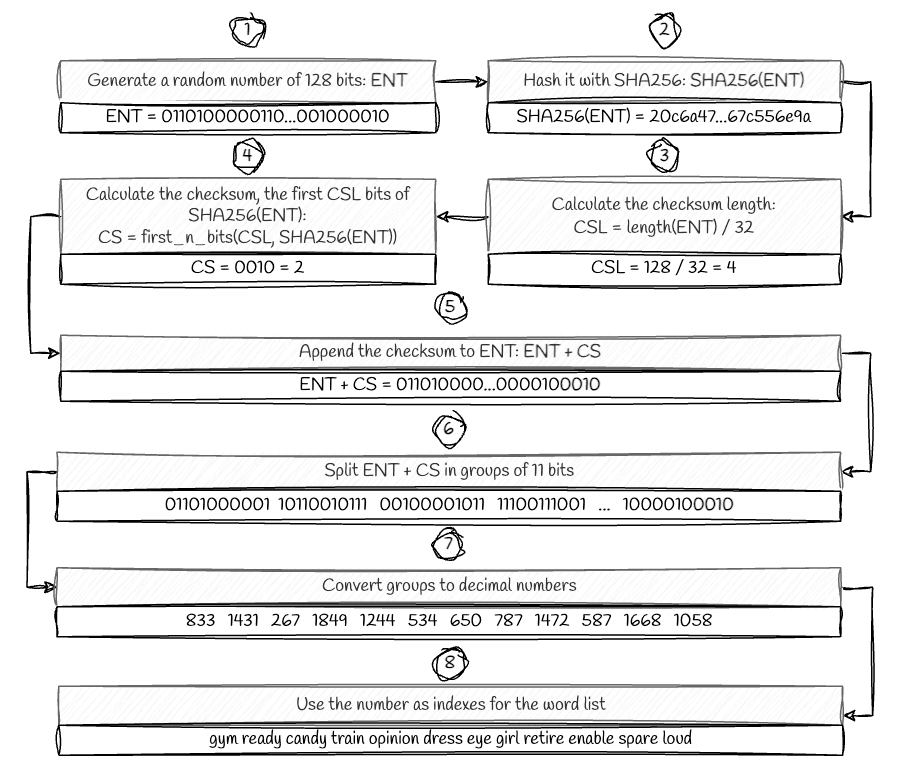 1
Generate a random number of 128 bits: ENT
ENT = 0110100000110...001000010
2
Hash it with SHA256: SHA256(ENT)
SHA256(ENT) = 20c6a47...67c556e9a
3
Calculate the checksum length:
CSL = length(ENT) / 32
CSL = 128 / 32 = 4
4
Calculate the checksum, the first CSL bits of
SHA256(ENT):
CS = first_n_bits(CSL, SHA256(ENT))
CS = 0010 = 2
5
Append the checksum to ENT: ENT + CS
ENT + CS = 011010000...0000100010
6
Split ENT + CS in groups of 11 bits
01101000001 10110010111 00100001011 11100111001 ... 10000100010
7
Convert groups to decimal numbers
833 1431 267 1849 1244 534 650 787 1472 587 1668 1058
8
Use the number as indexes for the word list
gym ready candy train opinion dress eye girl retire enable spare loud